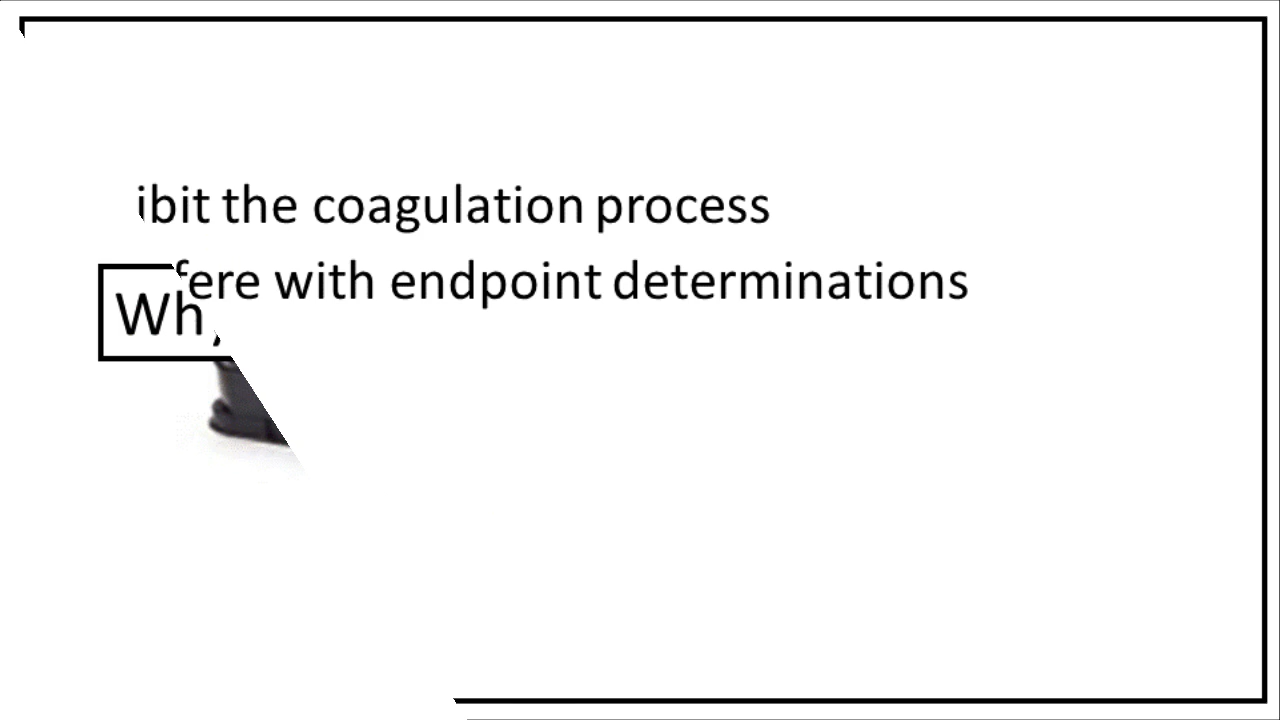 ibit the coagulation process
fere with endpoint determinations
Wh